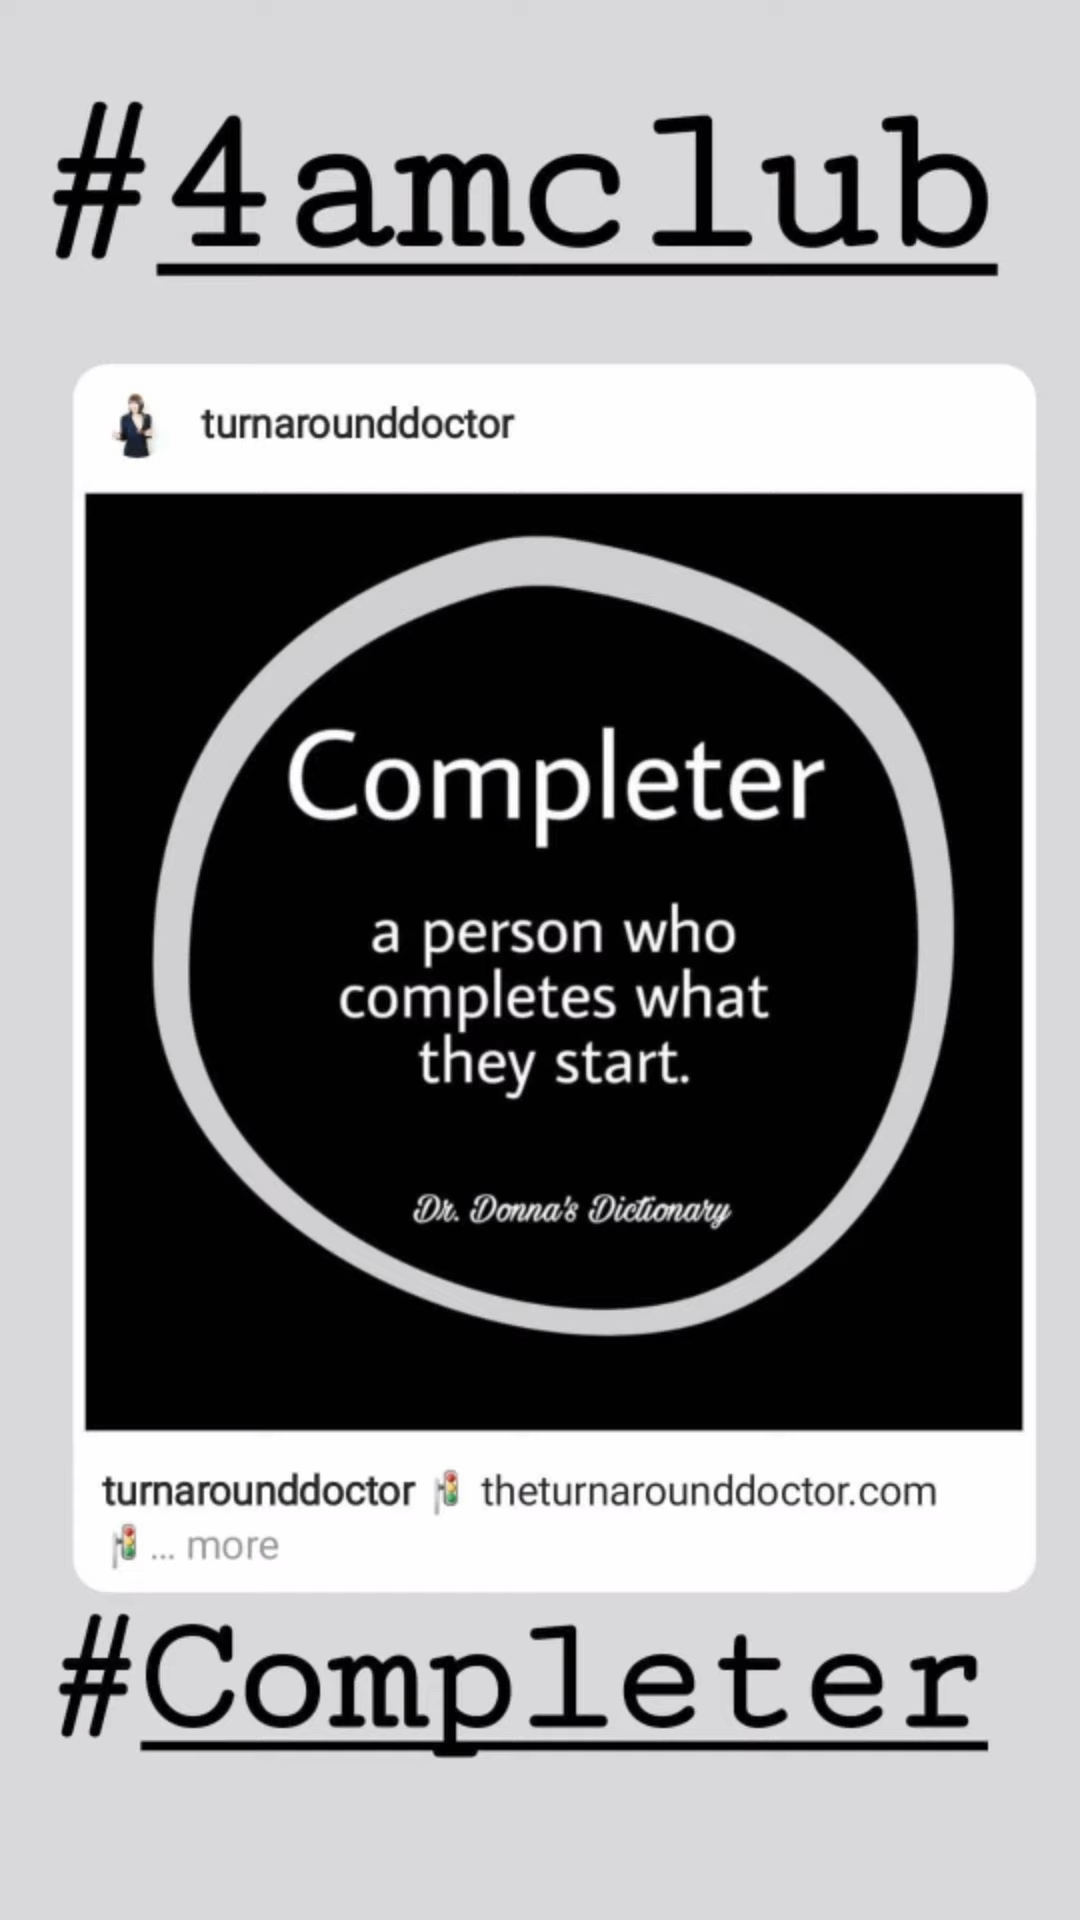 #4amclub
turnarounddoctor
Completer
a person who
completes what
they start.
Dr. Donna's Dictionary
turnarounddoctor 🚦 theturnarounddoctor.com
🚦 ... more
#Completer